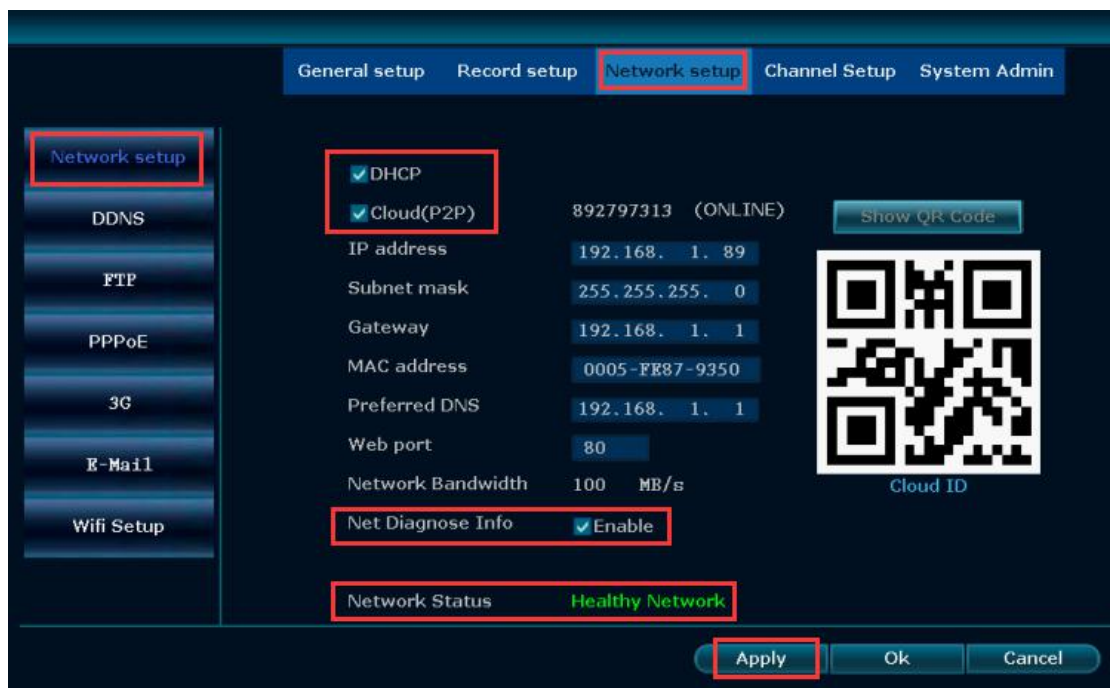 General setup Record setup Network setup Channel Setup System Admin
Network setup
DDNS
FTP
PPPoE
3G
E-Mail
Wifi Setup
DHCP
Cloud(P2P) 892797313 (ONLINE) Show QR Code
IP address 192.168. 1. 89
Subnet mask 255.255.255. 0
Gateway 192.168. 1. 1
MAC address 0005-FE87-9350
Preferred DNS 192.168. 1. 1
Web port 80
Network Bandwidth 100 MB/s
Cloud ID
Net Diagnose Info Enable
Network Status Healthy Network
Apply Ok Cancel